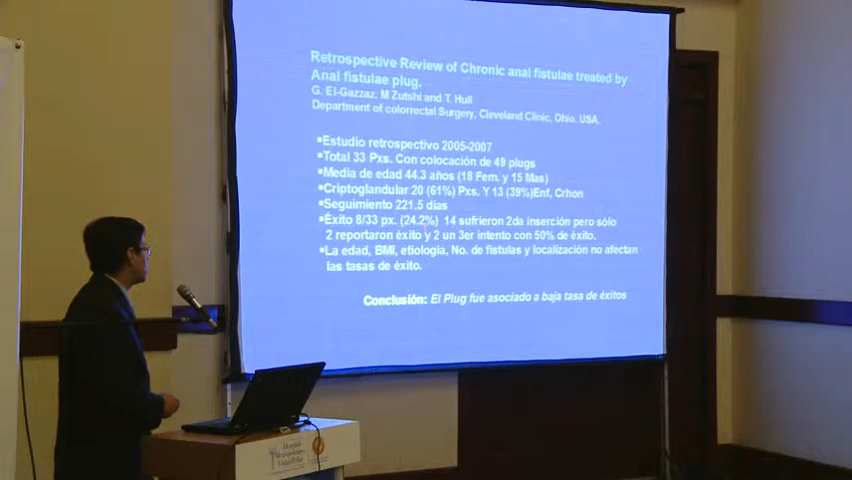 Retrospective Review of Chronic anal fistulae treated by
Anal fistulae plug.
G. El-Gazzaz, M Zutshi and T. Hull
Department of colorrectal Surgery, Cleveland Clinic, Ohio. USA.
▪Estudio retrospectivo 2005-2007
▪Total 33 Pxs. Con colocación de 49 plugs
▪Media de edad 44.3 años (18 Fem. y 15 Mas)
▪Criptoglandular 20 (61%) Pxs. Y 13 (39%)Enf, Crhon.
▪Seguimiento 221.5 días
▪Éxito 8/33 px. (24.2%) 14 sufrieron 2da inserción pero sólo
2 reportaron éxito y 2 un 3er intento con 50% de éxito.
▪La edad, BMI, etiología, No. de fistulas y localización no afectan
las tasas de éxito.
Conclusión: El Plug fue asociado a baja tasa de éxitos
Hospital
Metropolitano